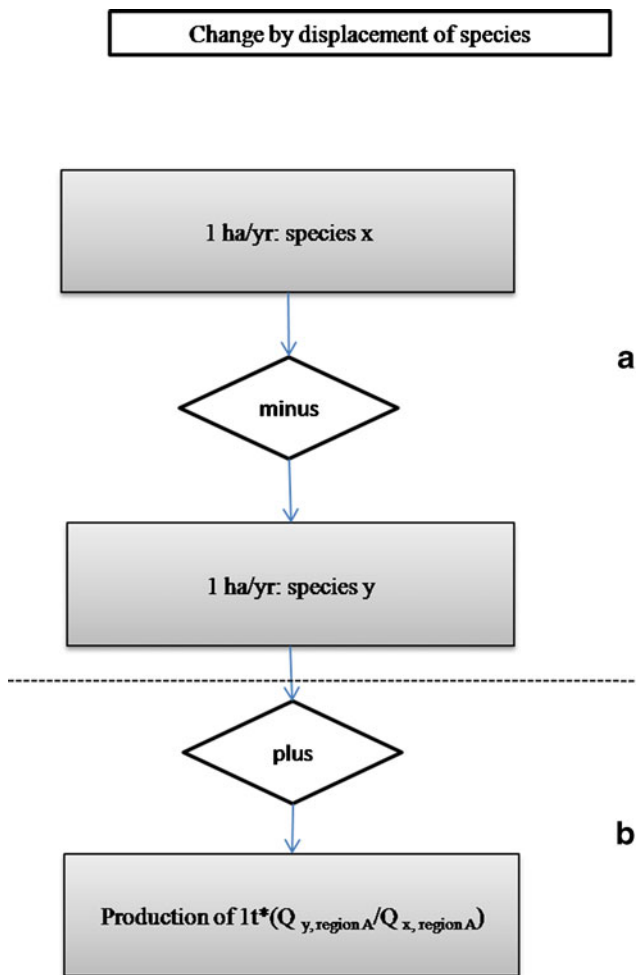 Change by displacement of species
1 ha/yr: species x
a
minus
1 ha/yr: species y
plus
b
Production of 1t*(Q y, region A/Q x, region A)